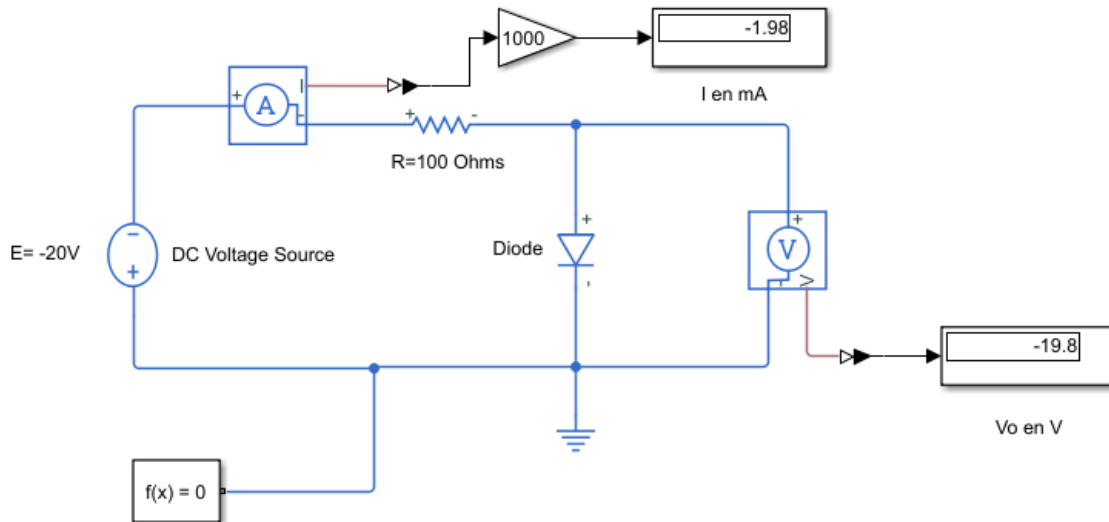 1000
-1.98
I en mA
+
I
A
-
+
-
R=100 Ohms
E= -20V
−
+
DC Voltage Source
Diode
+
-
+
V
-
V
-19.8
Vo en V
f(x) = 0